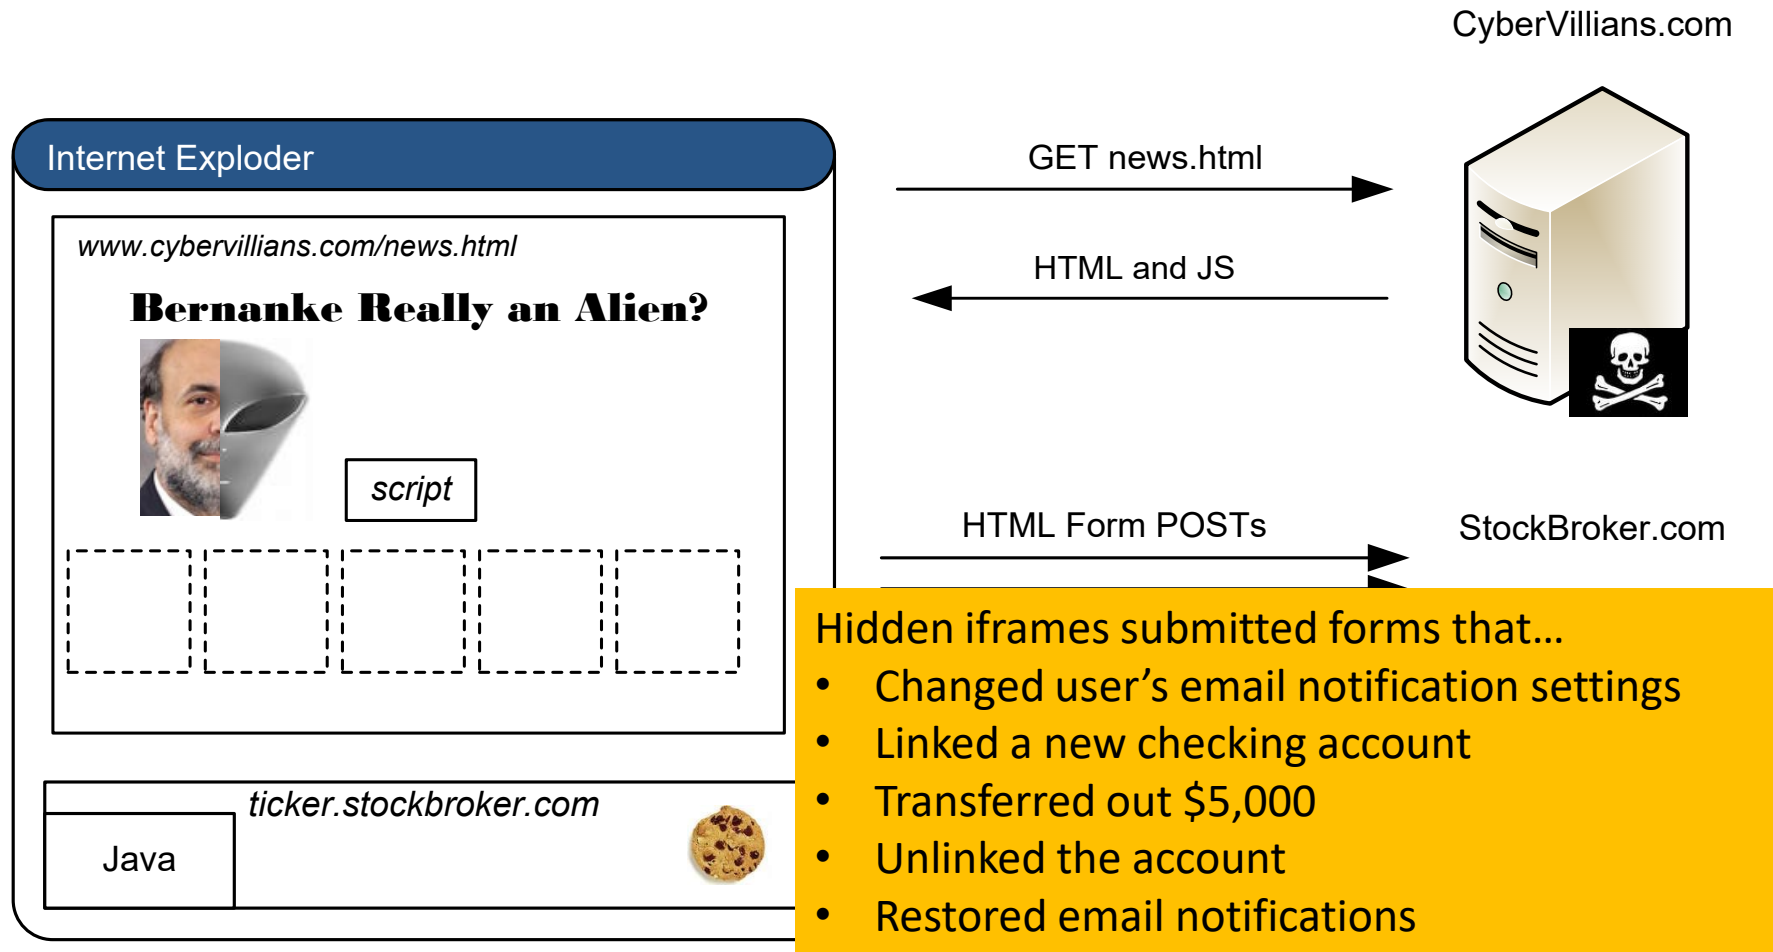 CyberVillians.com
Internet Exploder
GET news.html
www.cybervillians.com/news.html
HTML and JS
Bernanke Really an Alien?
script
HTML Form POSTs
StockBroker.com
Hidden iframes submitted forms that…
• Changed user’s email notification settings
• Linked a new checking account
• Transferred out $5,000
• Unlinked the account
• Restored email notifications
ticker.stockbroker.com
Java